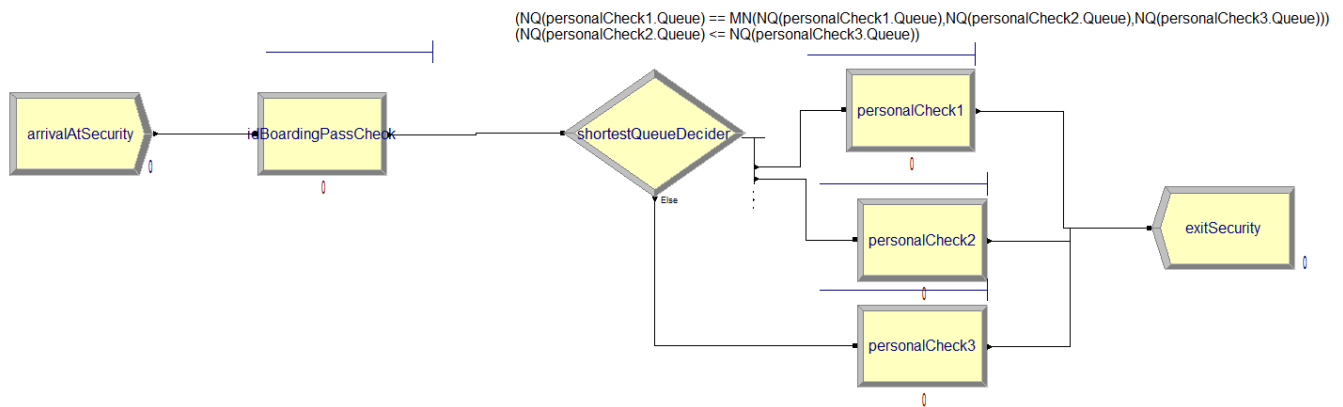 (NQ(personalCheck1.Queue) == MN(NQ(personalCheck1.Queue),NQ(personalCheck2.Queue),NQ(personalCheck3.Queue)))
(NQ(personalCheck2.Queue) <= NQ(personalCheck3.Queue))
arrivalAtSecurity
0
idBoardingPassCheck
0
shortestQueueDecider
Else
personalCheck1
0
personalCheck2
0
personalCheck3
0
exitSecurity
0